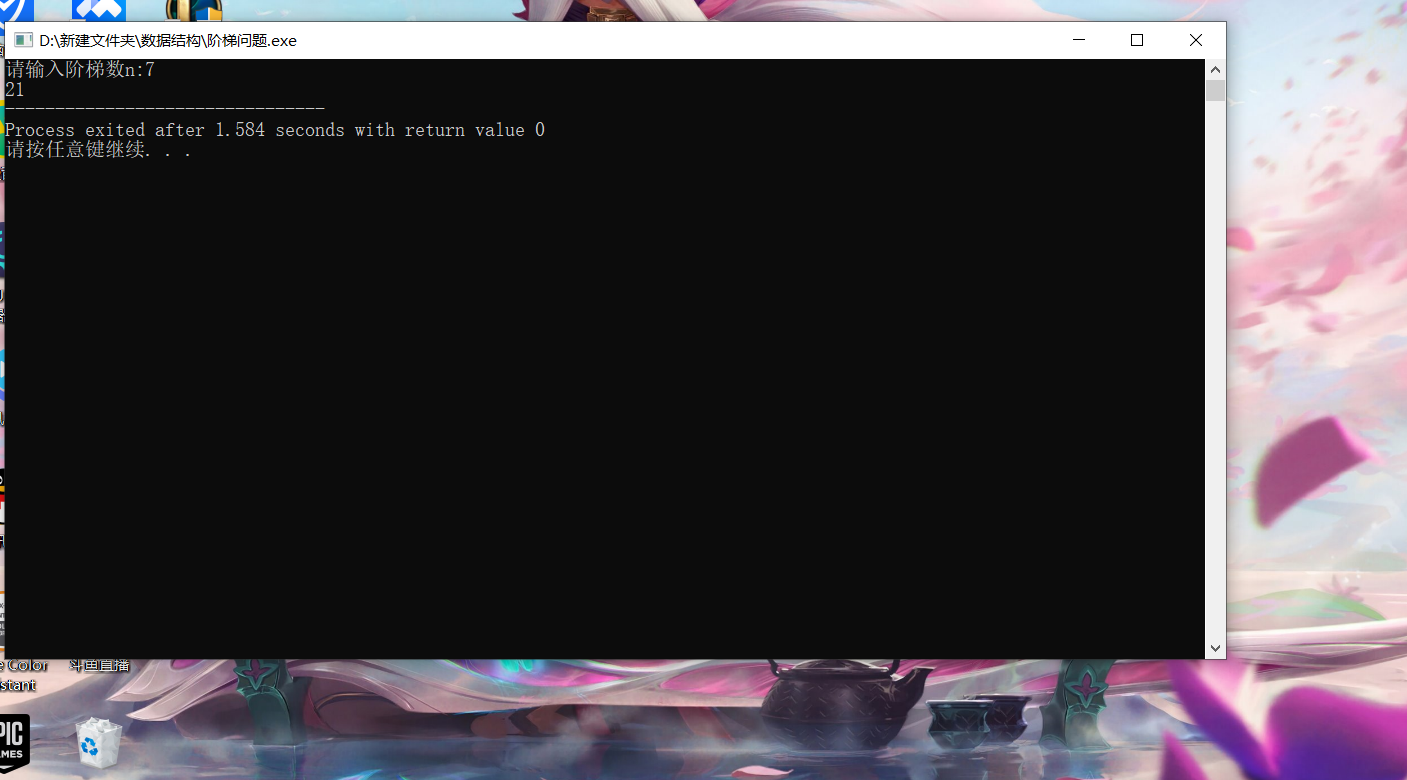 D:\新建文件夹\数据结构\阶梯问题.exe
请输入阶梯数n:7
21
--------------------------------
Process exited after 1.584 seconds with return value 0
请按任意键继续. . .
Color
斗鱼直播
stant
PIC
MES